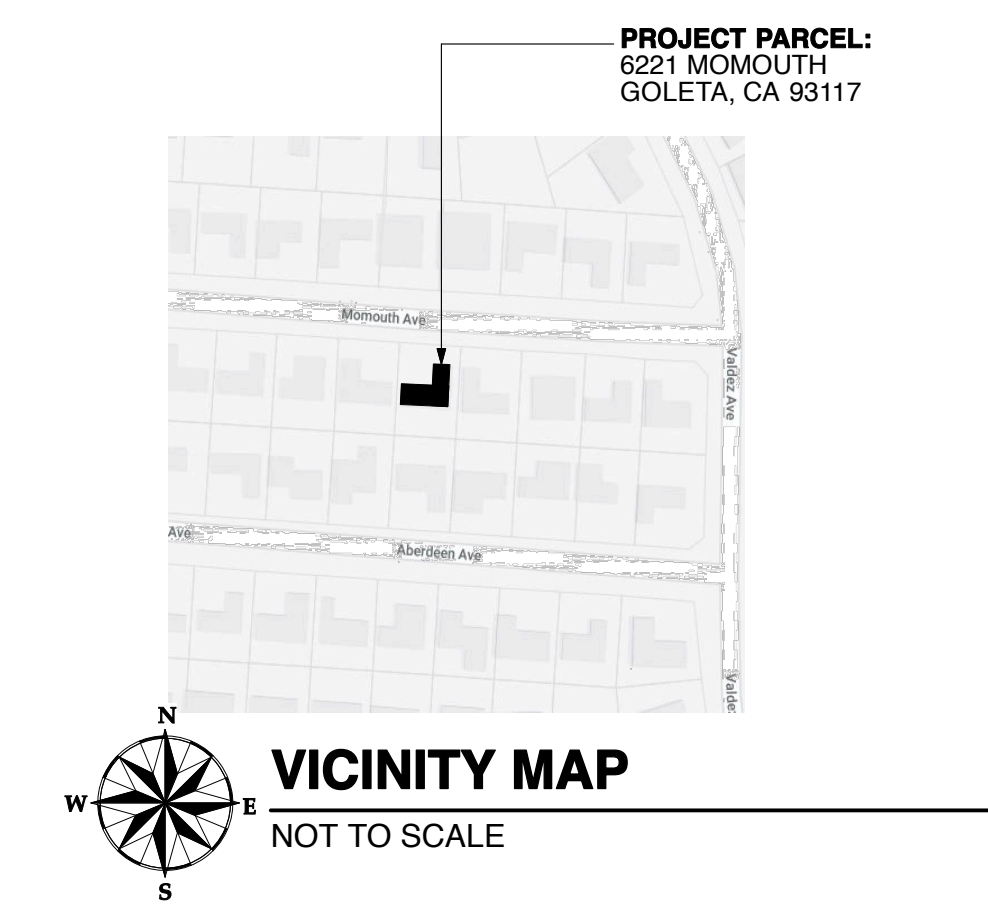 PROJECT PARCEL:
6221 MOMOUTH
GOLETA, CA 93117
Momouth Ave
Valdez Ave
Ave
Aberdeen Ave
Valde
N
W
E
S
VICINITY MAP
NOT TO SCALE